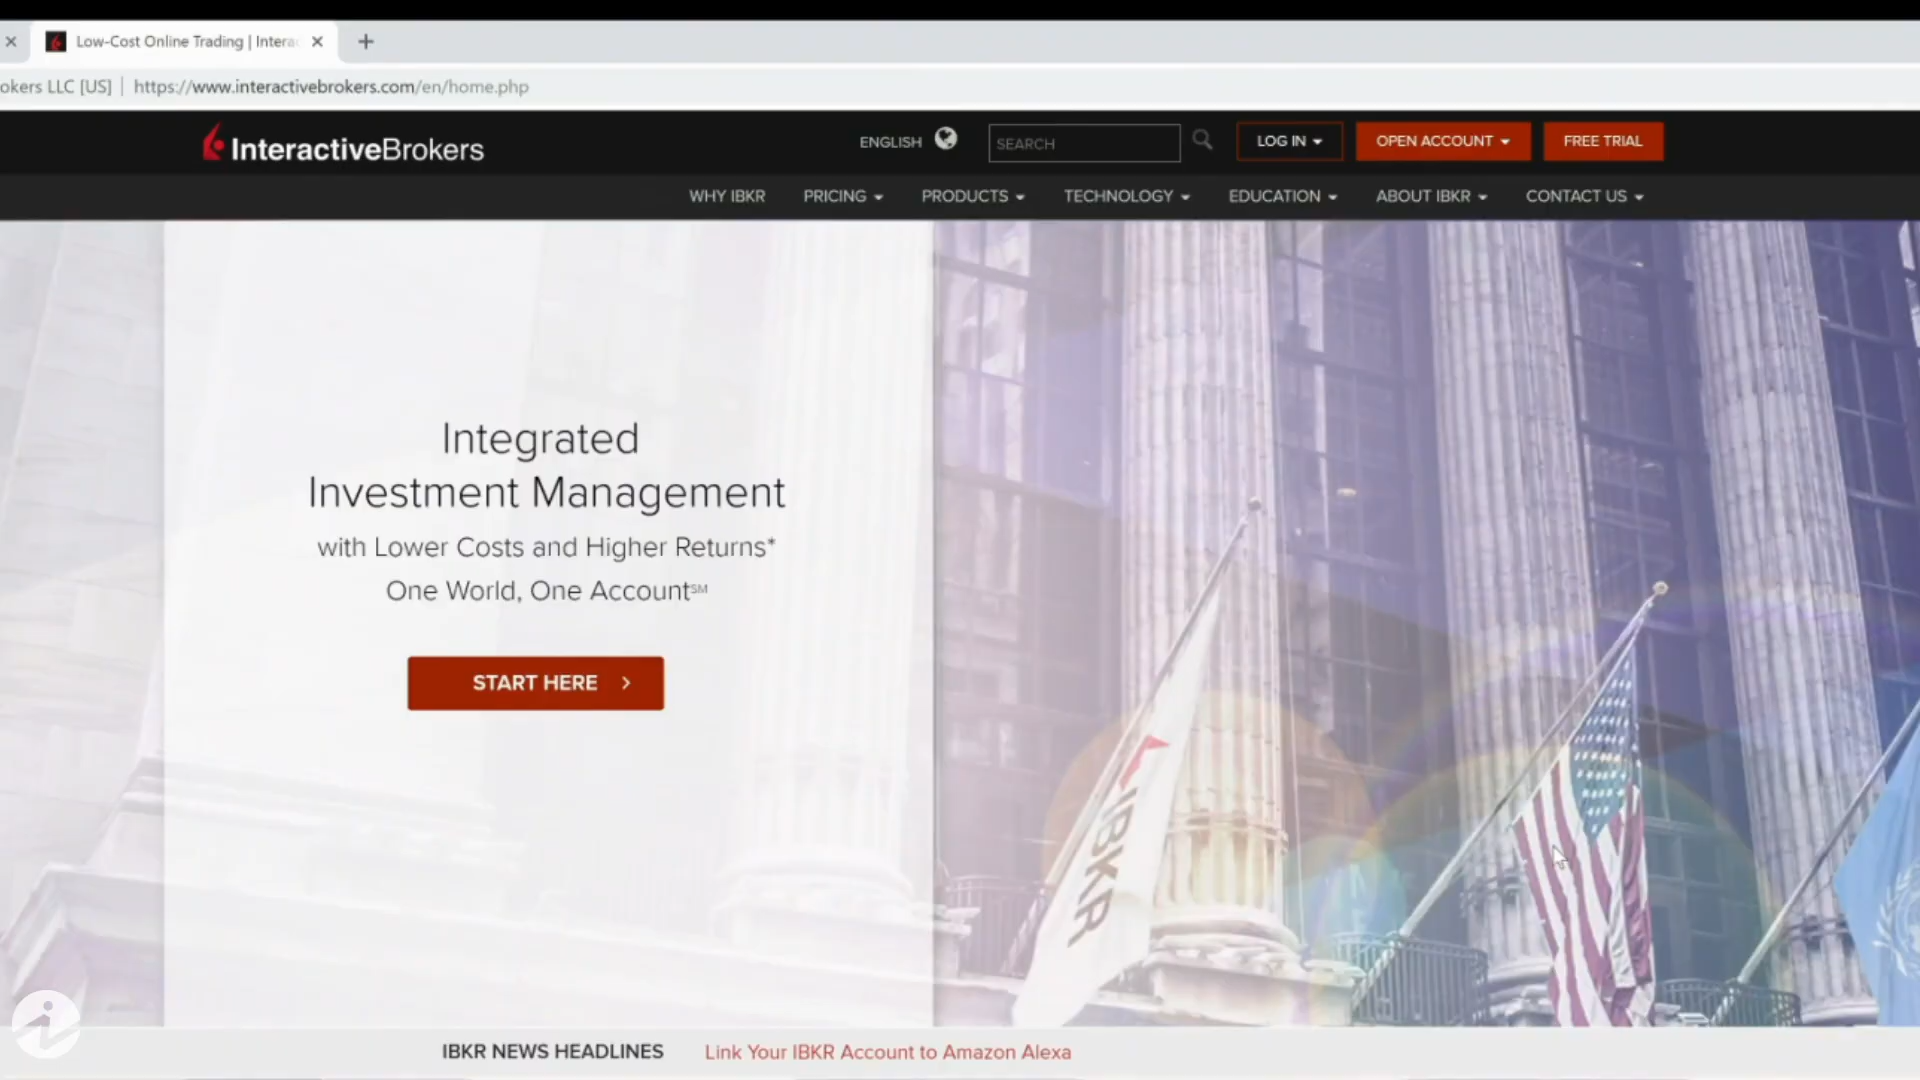 Low-Cost Online Trading | Intera
okers LLC [US] | https://www.interactivebrokers.com/en/home.php
InteractiveBrokers
ENGLISH
SEARCH
LOG IN
OPEN ACCOUNT
FREE TRIAL
WHY IBKR
PRICING
PRODUCTS
TECHNOLOGY
EDUCATION
ABOUT IBKR
CONTACT US
Integrated
Investment Management
with Lower Costs and Higher Returns*
One World, One Account℠
START HERE
IBKR
IBKR NEWS HEADLINES
Link Your IBKR Account to Amazon Alexa